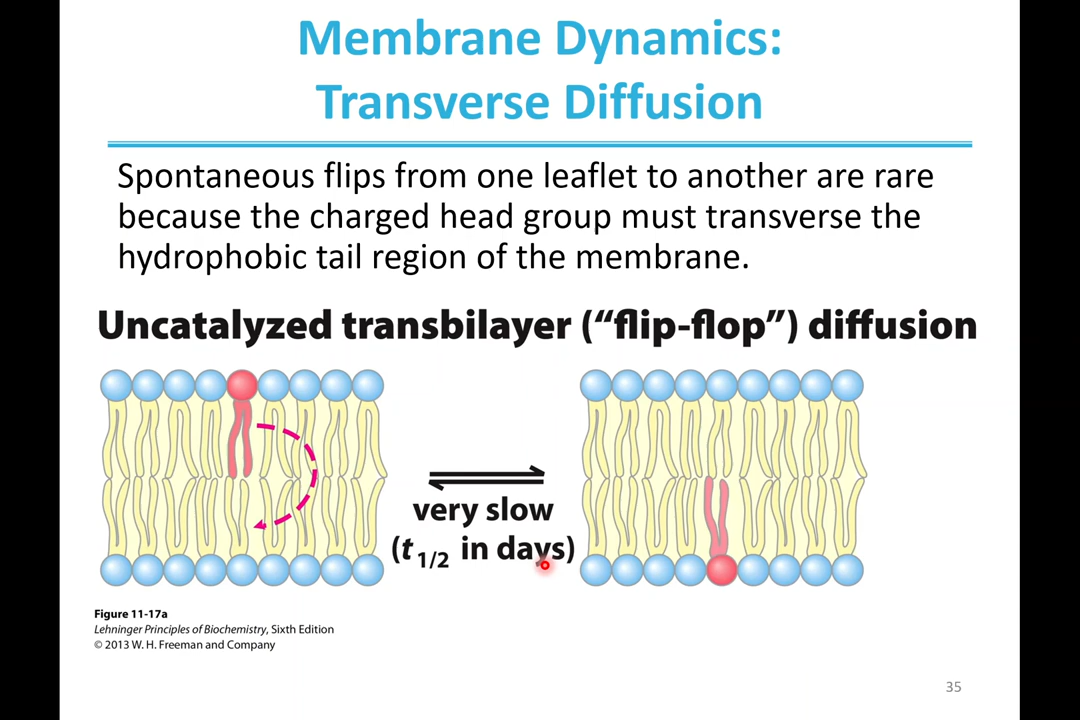 Membrane Dynamics:
Transverse Diffusion
Spontaneous flips from one leaflet to another are rare
because the charged head group must transverse the
hydrophobic tail region of the membrane.
Uncatalyzed transbilayer (“flip-flop”) diffusion
very slow
(t 1/2 in days)
Figure 11-17a
Lehninger Principles of Biochemistry, Sixth Edition
© 2013 W. H. Freeman and Company
35